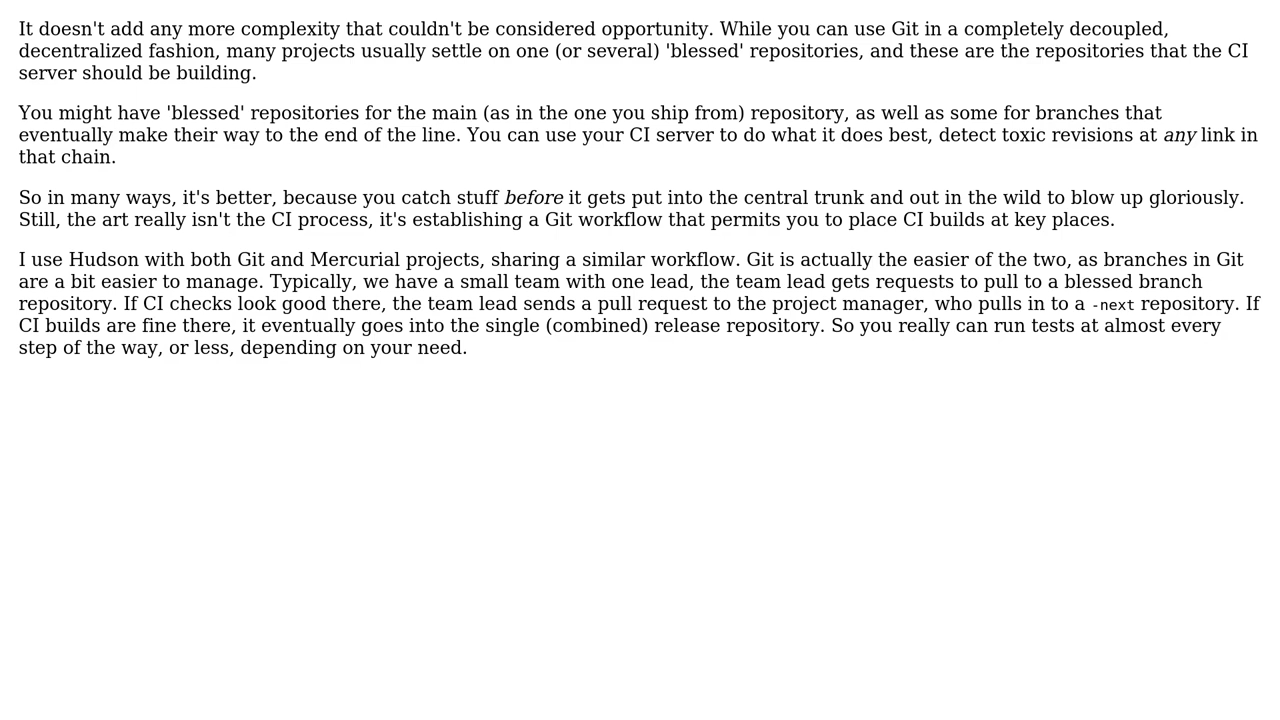 It doesn't add any more complexity that couldn't be considered opportunity. While you can use Git in a completely decoupled,
decentralized fashion, many projects usually settle on one (or several) 'blessed' repositories, and these are the repositories that the CI
server should be building.
You might have 'blessed' repositories for the main (as in the one you ship from) repository, as well as some for branches that
eventually make their way to the end of the line. You can use your CI server to do what it does best, detect toxic revisions at any link in
that chain.
So in many ways, it's better, because you catch stuff before it gets put into the central trunk and out in the wild to blow up gloriously.
Still, the art really isn't the CI process, it's establishing a Git workflow that permits you to place CI builds at key places.
I use Hudson with both Git and Mercurial projects, sharing a similar workflow. Git is actually the easier of the two, as branches in Git
are a bit easier to manage. Typically, we have a small team with one lead, the team lead gets requests to pull to a blessed branch
repository. If CI checks look good there, the team lead sends a pull request to the project manager, who pulls in to a -next repository. If
CI builds are fine there, it eventually goes into the single (combined) release repository. So you really can run tests at almost every
step of the way, or less, depending on your need.